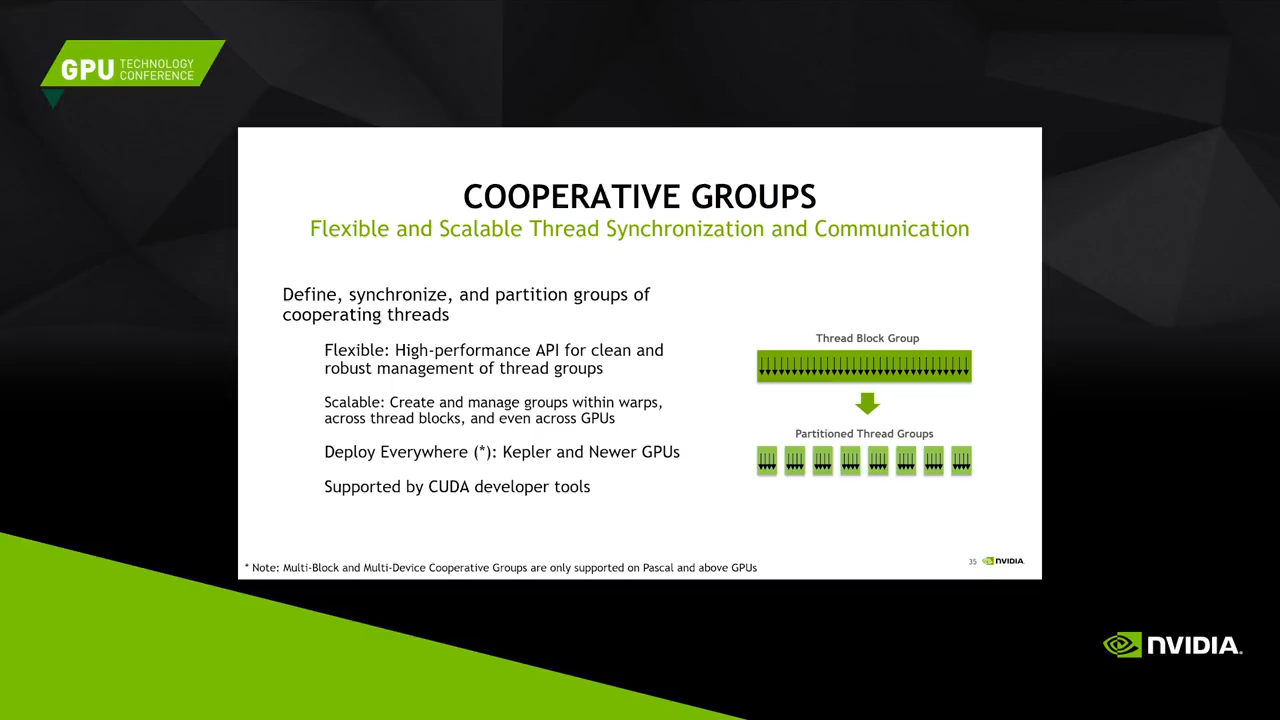 GPU TECHNOLOGY
CONFERENCE
COOPERATIVE GROUPS
Flexible and Scalable Thread Synchronization and Communication
Define, synchronize, and partition groups of
cooperating threads
Flexible: High-performance API for clean and
robust management of thread groups
Scalable: Create and manage groups within warps,
across thread blocks, and even across GPUs
Deploy Everywhere (*): Kepler and Newer GPUs
Supported by CUDA developer tools
Thread Block Group
Partitioned Thread Groups
* Note: Multi-Block and Multi-Device Cooperative Groups are only supported on Pascal and above GPUs
35 NVIDIA.
NVIDIA.